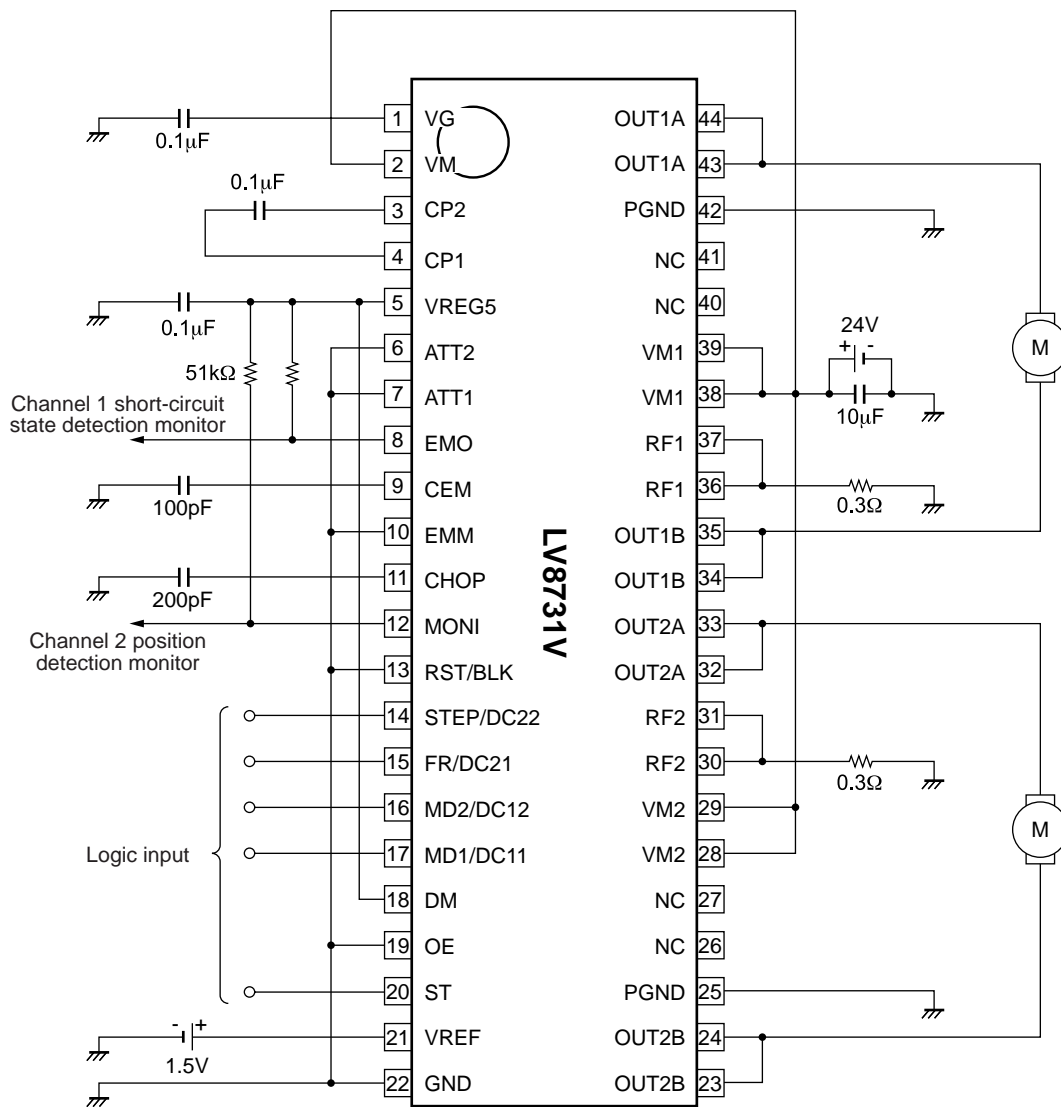 1 VG OUT1A 44
0.1μF
2 VM OUT1A 43
0.1μF
3 CP2 PGND 42
4 CP1 NC 41
5 VREG5 NC 40
0.1μF
24V
+ -
6 ATT2 VM1 39
51kΩ
M
7 ATT1 VM1 38
10μF
Channel 1 short-circuit
state detection monitor
8 EMO RF1 37
9 CEM RF1 36
100pF
0.3Ω
10 EMM OUT1B 35
LV8731V
11 CHOP OUT1B 34
200pF
12 MONI OUT2A 33
Channel 2 position
detection monitor
13 RST/BLK OUT2A 32
14 STEP/DC22 RF2 31
15 FR/DC21 RF2 30
0.3Ω
16 MD2/DC12 VM2 29
M
Logic input
17 MD1/DC11 VM2 28
18 DM NC 27
19 OE NC 26
20 ST PGND 25
- +
21 VREF OUT2B 24
1.5V
22 GND OUT2B 23